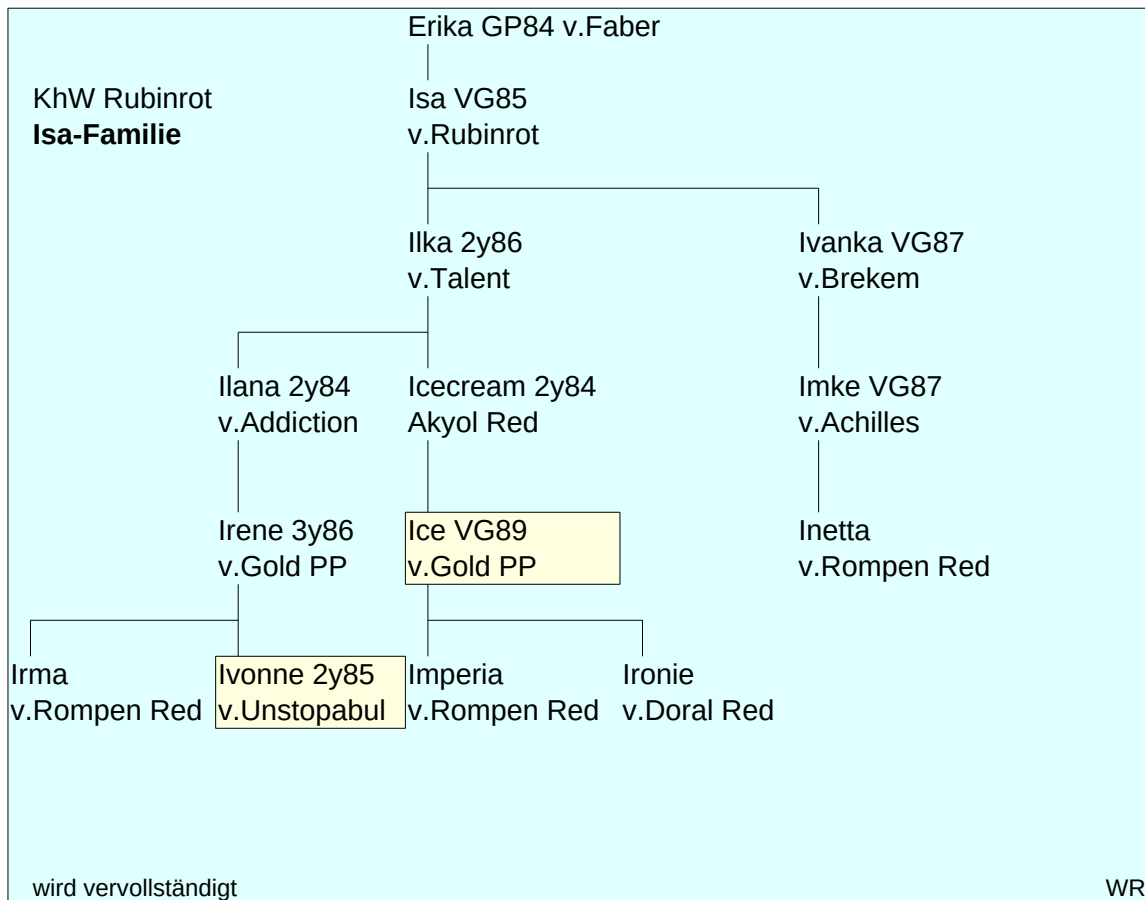 Erika GP84 v.Faber
KhW Rubinrot
Isa-Familie
Isa VG85
v.Rubinrot
Ilka 2y86
v.Talent
Ivanka VG87
v.Brekem
Ilana 2y84
v.Addiction
Icecream 2y84
Akyol Red
Imke VG87
v.Achilles
Irene 3y86
v.Gold PP
Ice VG89
v.Gold PP
Inetta
v.Rompen Red
Irma
v.Rompen Red
Ivonne 2y85
v.Unstopabul
Imperia
v.Rompen Red
Ironie
v.Doral Red
wird vervollständigt
WR